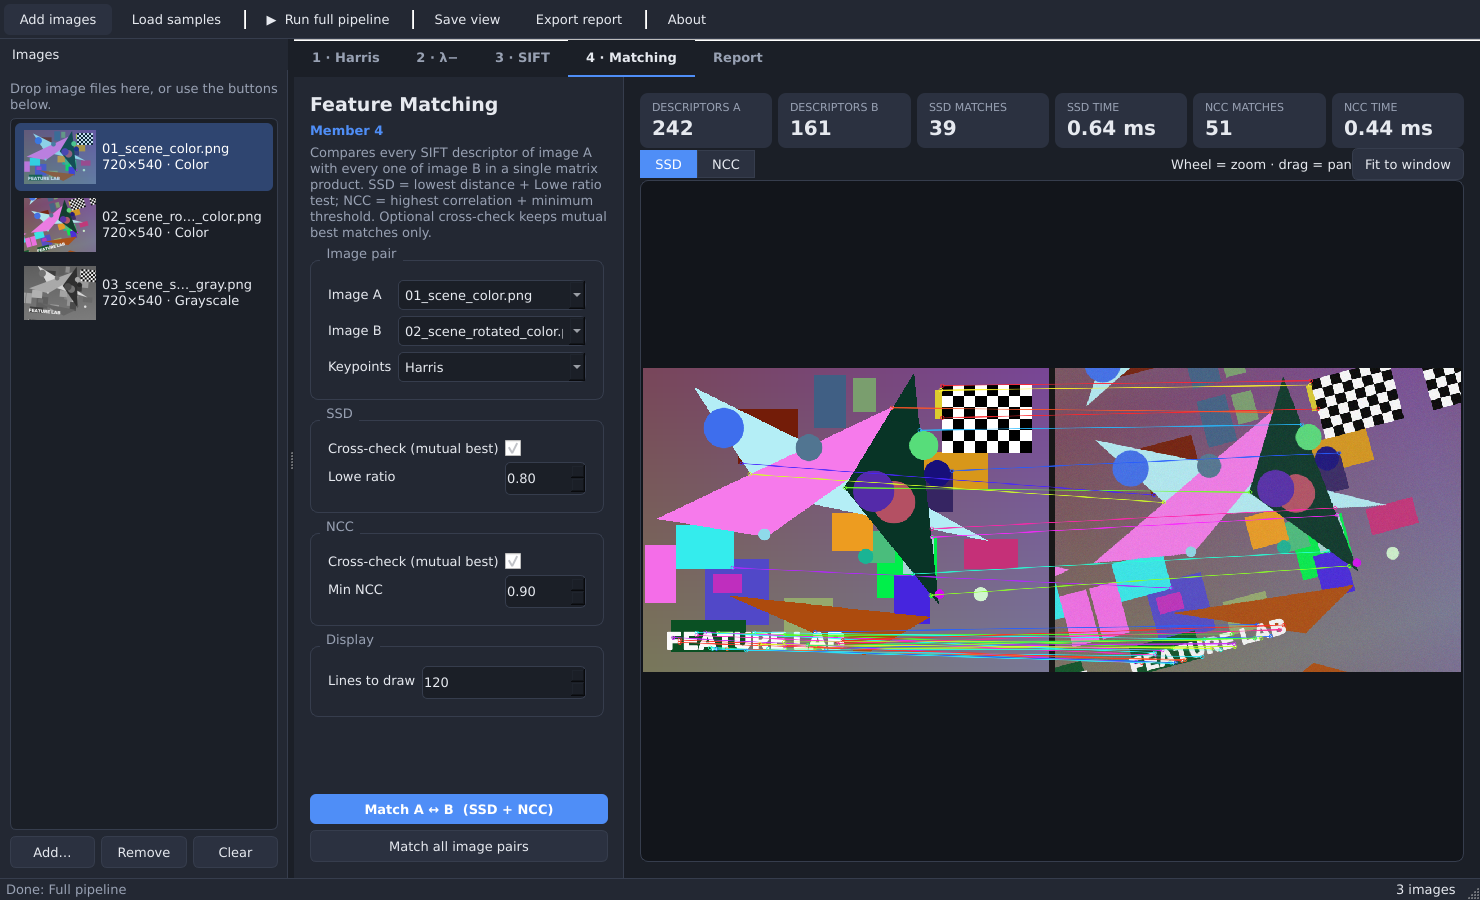 Add images
Load samples
▶ Run full pipeline
Save view
Export report
About
Images
Drop image files here, or use the buttons
below.
01_scene_color.png
720×540 · Color
02_scene_ro…_color.png
720×540 · Color
03_scene_s…_gray.png
720×540 · Grayscale
Add…
Remove
Clear
1 · Harris
2 · λ−
3 · SIFT
4 · Matching
Report
Feature Matching
Member 4
Compares every SIFT descriptor of image A
with every one of image B in a single matrix
product. SSD = lowest distance + Lowe ratio
test; NCC = highest correlation + minimum
threshold. Optional cross-check keeps mutual
best matches only.
Image pair
Image A
01_scene_color.png
Image B
02_scene_rotated_color.
Keypoints
Harris
SSD
Cross-check (mutual best)
Lowe ratio
0.80
NCC
Cross-check (mutual best)
Min NCC
0.90
Display
Lines to draw
120
Match A ↔ B (SSD + NCC)
Match all image pairs
DESCRIPTORS A
242
DESCRIPTORS B
161
SSD MATCHES
39
SSD TIME
0.64 ms
NCC MATCHES
51
NCC TIME
0.44 ms
SSD
NCC
Wheel = zoom · drag = pan
Fit to window
FEATURE LAB
FEATURE LAB
Done: Full pipeline
3 images